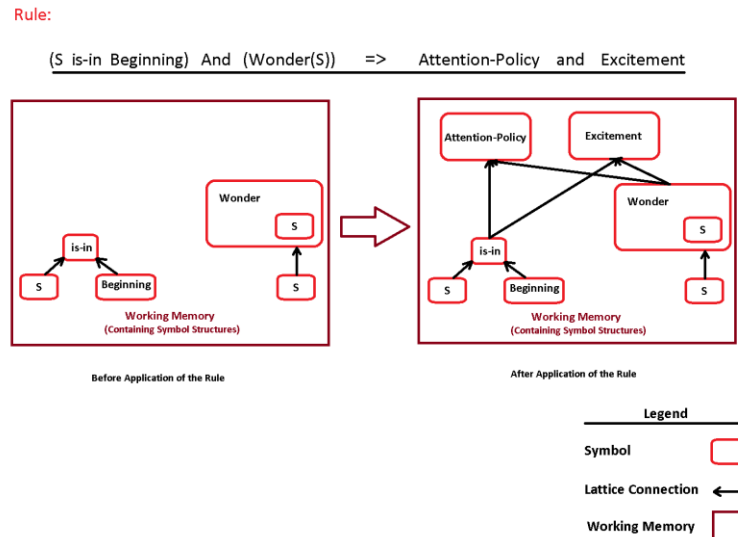 Rule:
(S is-in Beginning) And (Wonder(S)) => Attention-Policy and Excitement
Wonder
S
is-in
S
Beginning
S
Working Memory
(Containing Symbol Structures)
Before Application of the Rule
Attention-Policy
Excitement
Wonder
S
is-in
S
Beginning
S
Working Memory
(Containing Symbol Structures)
After Application of the Rule
Legend
Symbol
Lattice Connection
Working Memory